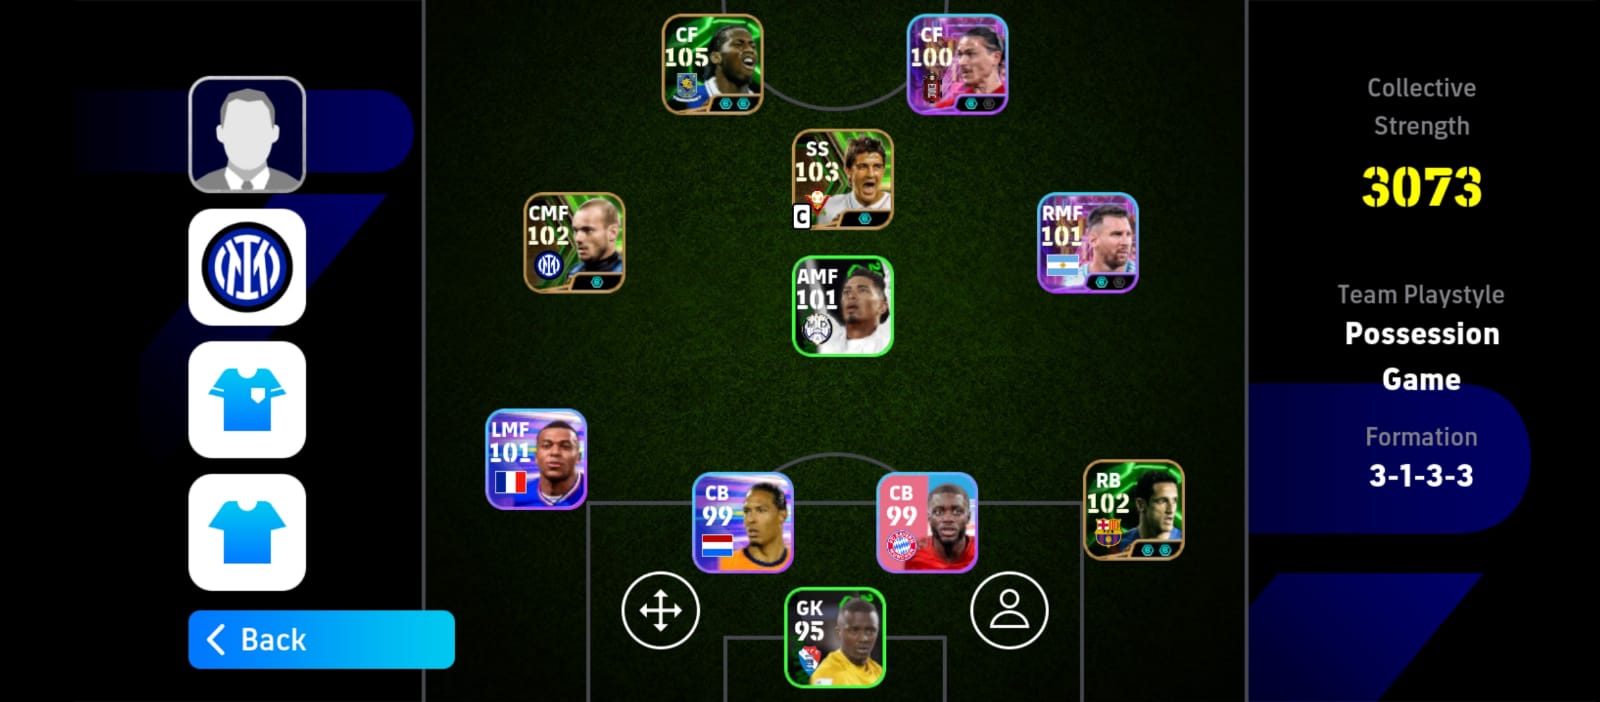 CF
105
CF
100
SS
103
C
CMF
102
RMF
101
AMF
101
LMF
101
CB
99
CB
99
RB
102
GK
95
Back
Collective
Strength
3073
Team Playstyle
Possession
Game
Formation
3-1-3-3